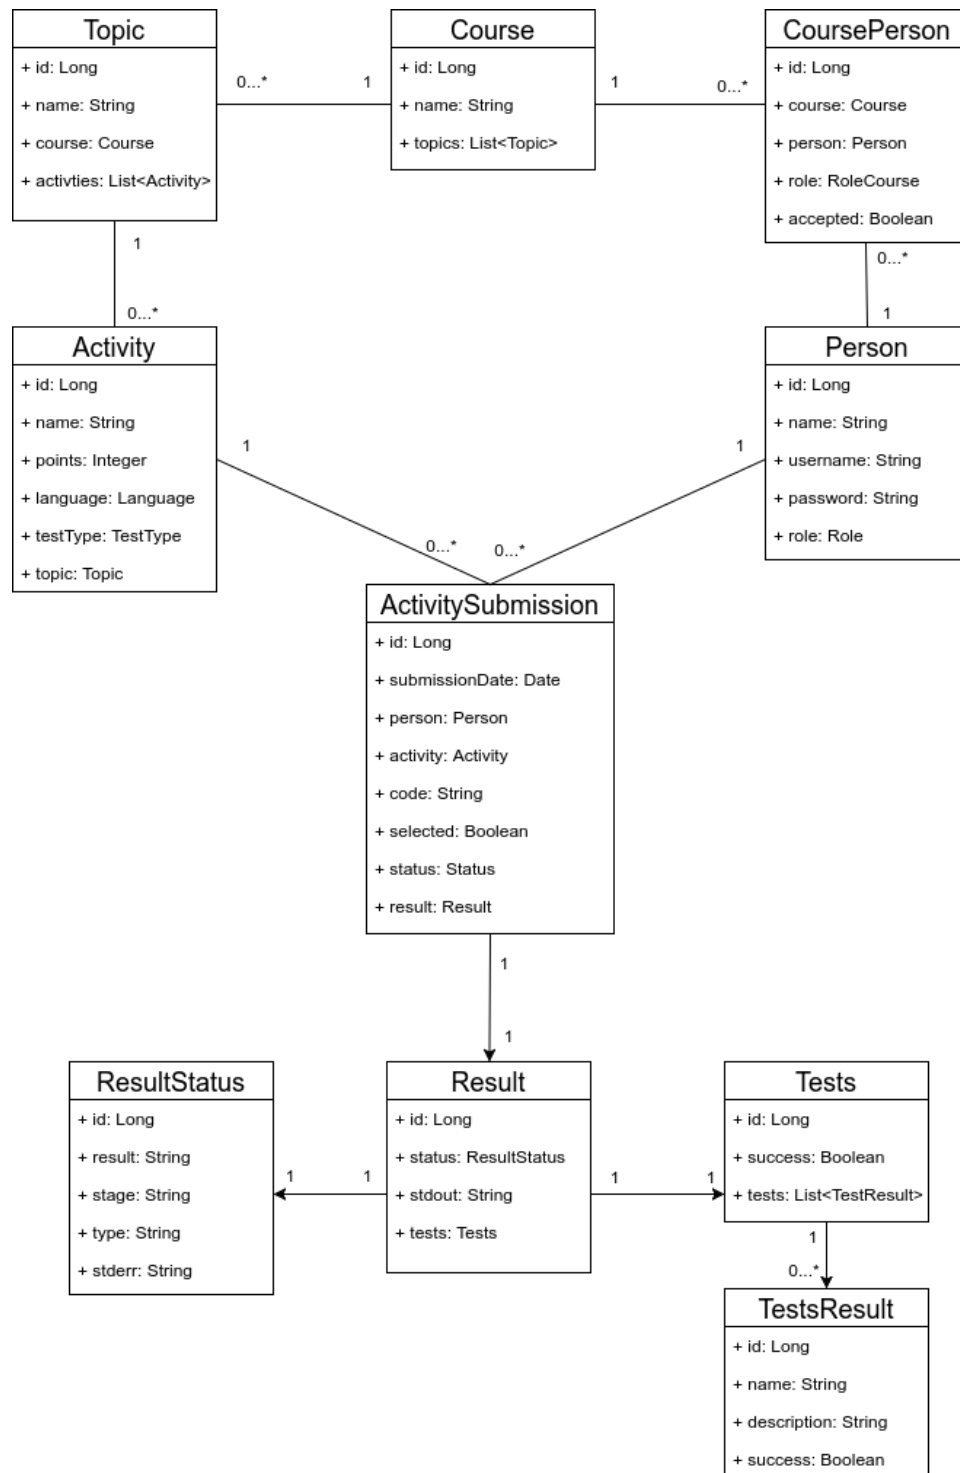 Topic
+ id: Long
+ name: String
+ course: Course
+ activties: List<Activity>
0...*
1
Course
+ id: Long
+ name: String
+ topics: List<Topic>
1
0...*
CoursePerson
+ id: Long
+ course: Course
+ person: Person
+ role: RoleCourse
+ accepted: Boolean
1
0...*
0...*
1
Activity
+ id: Long
+ name: String
+ points: Integer
+ language: Language
+ testType: TestType
+ topic: Topic
1
0...*
Person
+ id: Long
+ name: String
+ username: String
+ password: String
+ role: Role
1
0...*
ActivitySubmission
+ id: Long
+ submissionDate: Date
+ person: Person
+ activity: Activity
+ code: String
+ selected: Boolean
+ status: Status
+ result: Result
1
1
ResultStatus
+ id: Long
+ result: String
+ stage: String
+ type: String
+ stderr: String
1
1
Result
+ id: Long
+ status: ResultStatus
+ stdout: String
+ tests: Tests
1
1
Tests
+ id: Long
+ success: Boolean
+ tests: List<TestResult>
1
0...*
TestsResult
+ id: Long
+ name: String
+ description: String
+ success: Boolean